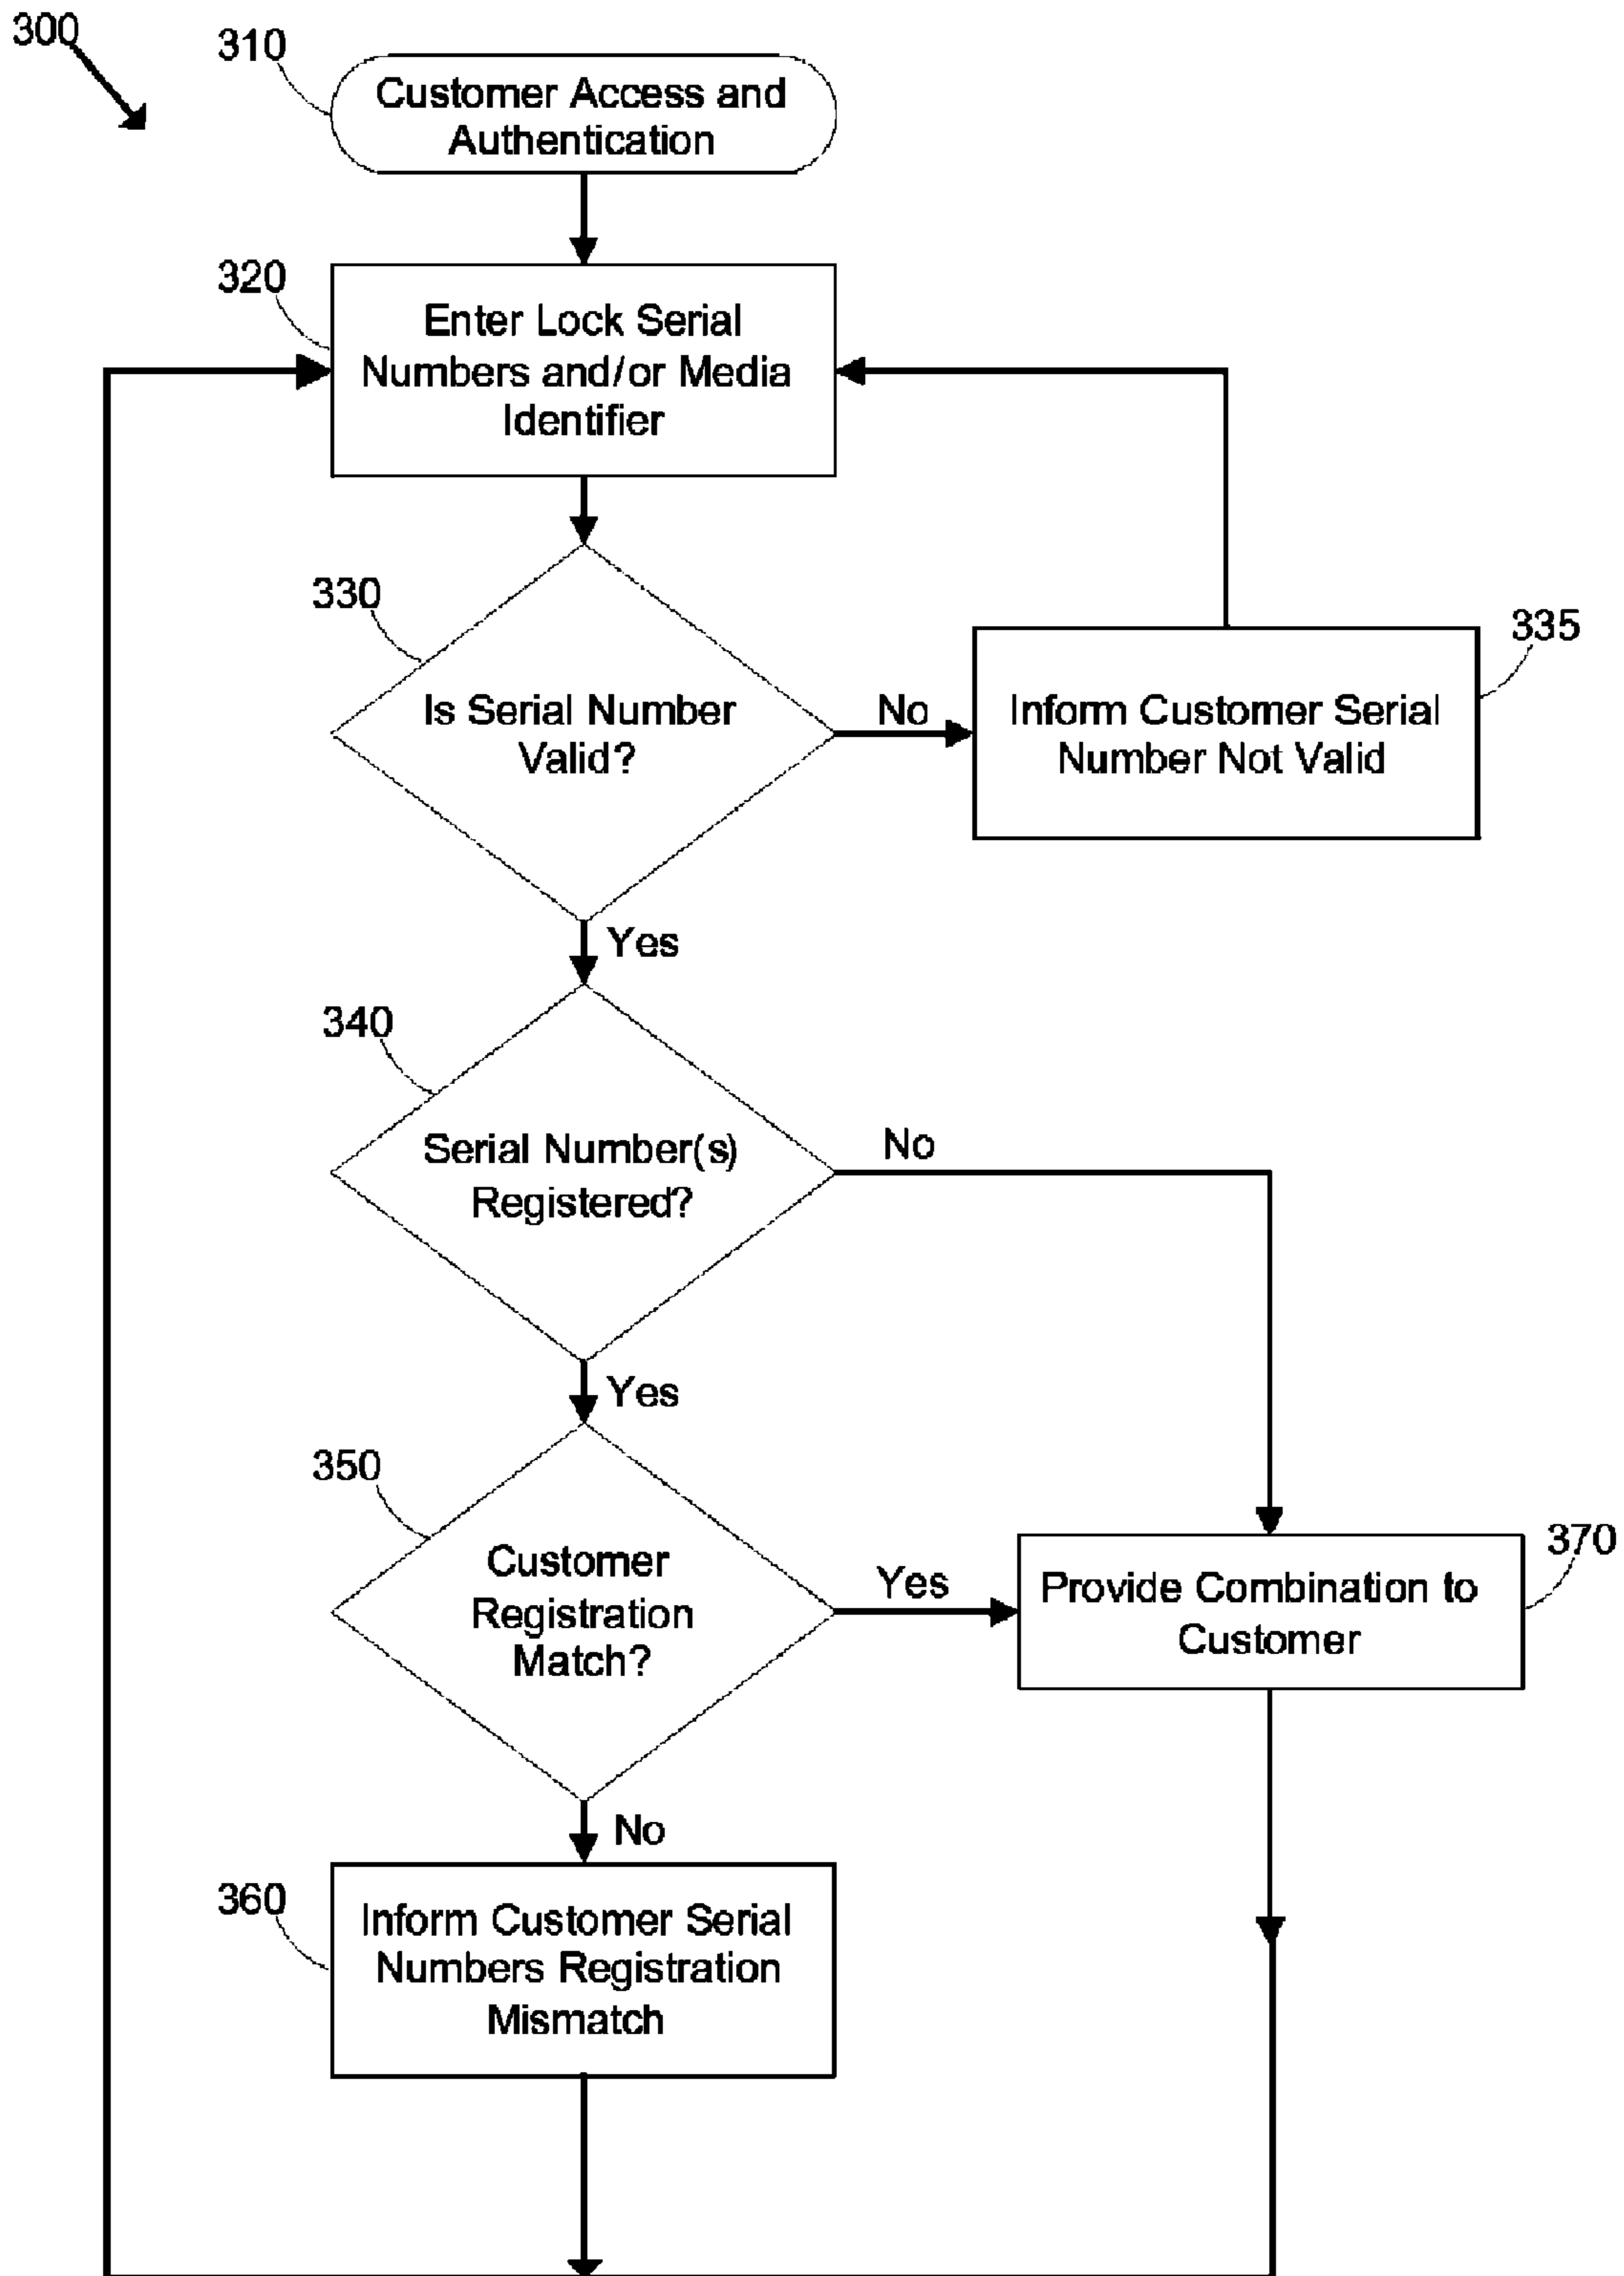 300
310
Customer Access and
Authentication
320
Enter Lock Serial
Numbers and/or Media
Identifier
330
Is Serial Number
Valid?
No
335
Inform Customer Serial
Number Not Valid
Yes
340
Serial Number(s)
Registered?
No
Yes
350
Customer
Registration
Match?
Yes
370
Provide Combination to
Customer
No
360
Inform Customer Serial
Numbers Registration
Mismatch